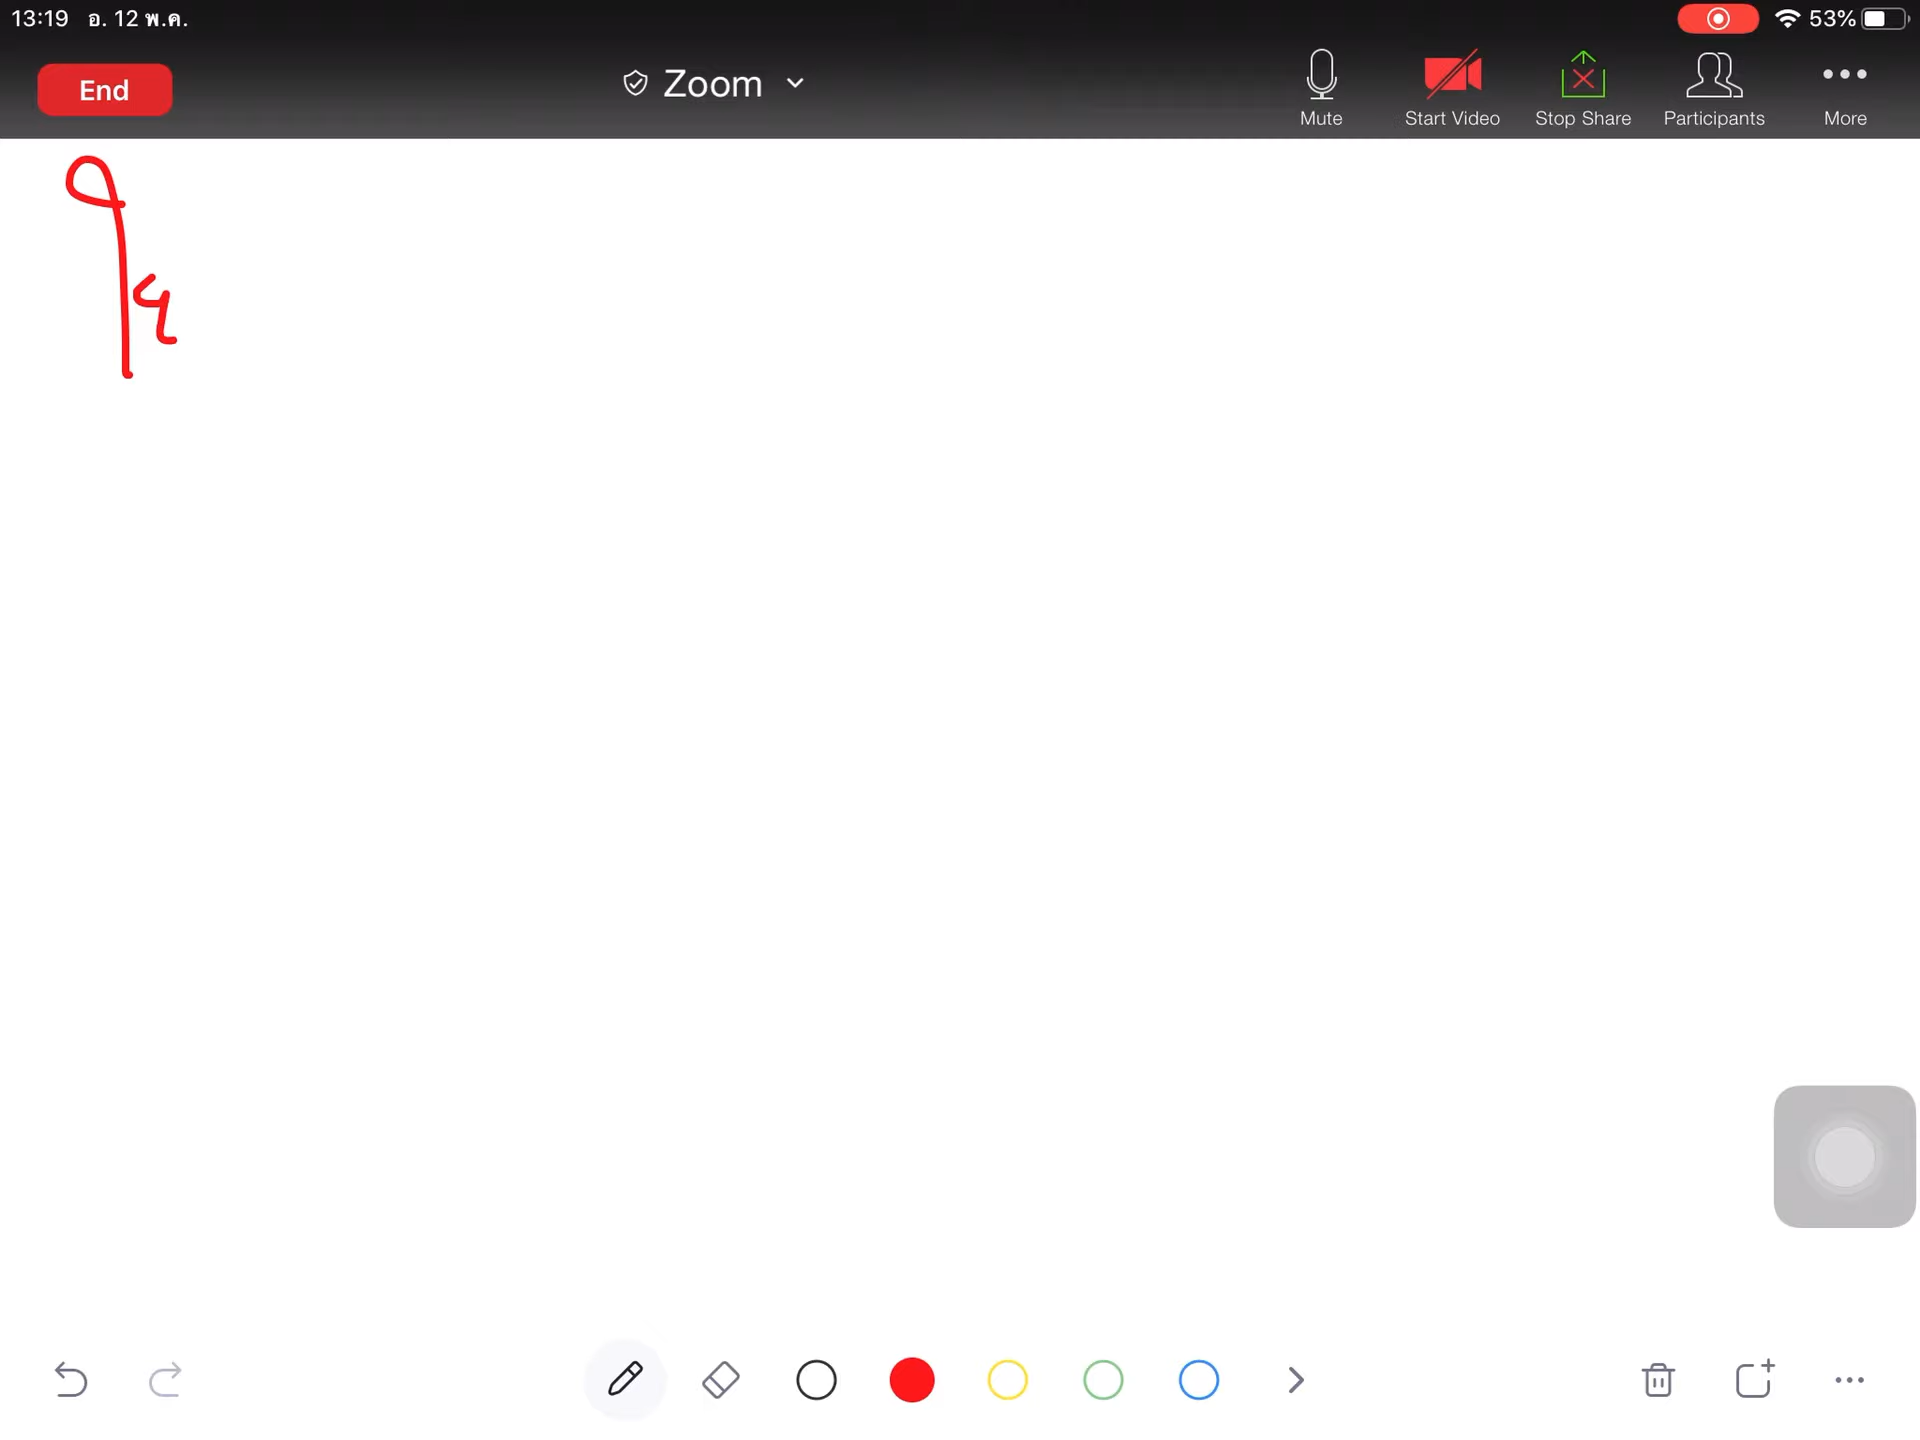 13:19 อ. 12 พ.ค. 53%
End Zoom
Mute Start Video Stop Share Participants More